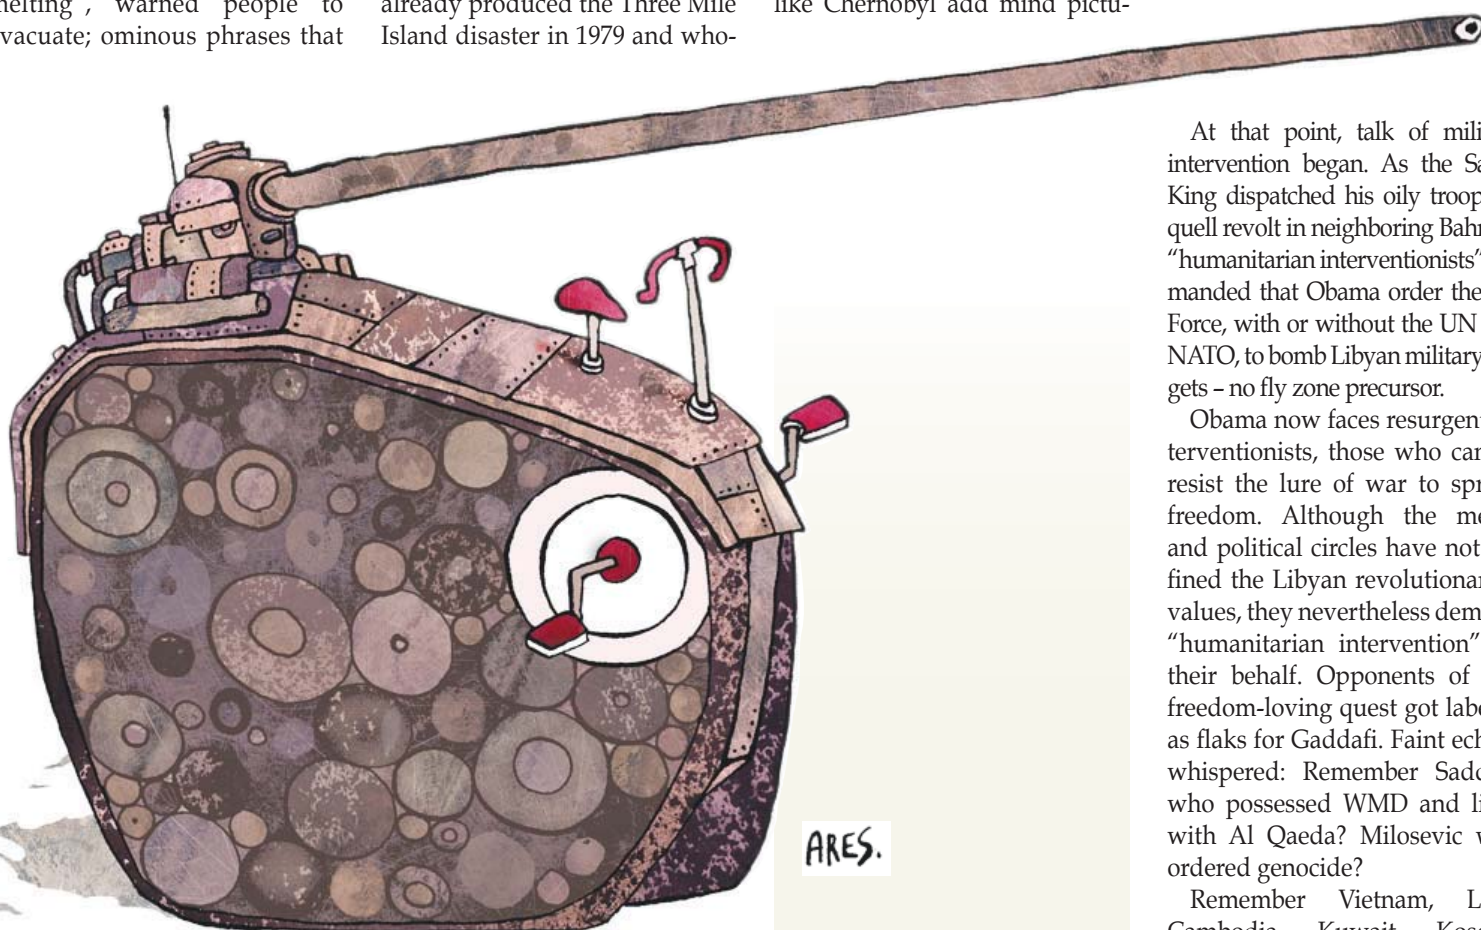 melting", warned people to
evacuate; ominous phrases that
already produced the Three Mile
Island disaster in 1979 and who-
like Chernobyl add mind pictu-
At that point, talk of mili
intervention began. As the Sa
King dispatched his oily troop
quell revolt in neighboring Bahr
"humanitarian interventionists"
manded that Obama order the
Force, with or without the UN
NATO, to bomb Libyan military
gets – no fly zone precursor.
Obama now faces resurgent
terventionists, those who can
resist the lure of war to spr
freedom. Although the me
and political circles have not
fined the Libyan revolutionar
values, they nevertheless dem
"humanitarian intervention"
their behalf. Opponents of
freedom-loving quest got labe
as flaks for Gaddafi. Faint ech
whispered: Remember Sadd
who possessed WMD and li
with Al Qaeda? Milosevic w
ordered genocide?
Remember Vietnam, L
Cambodia, Kuwait, Koso
ARES.